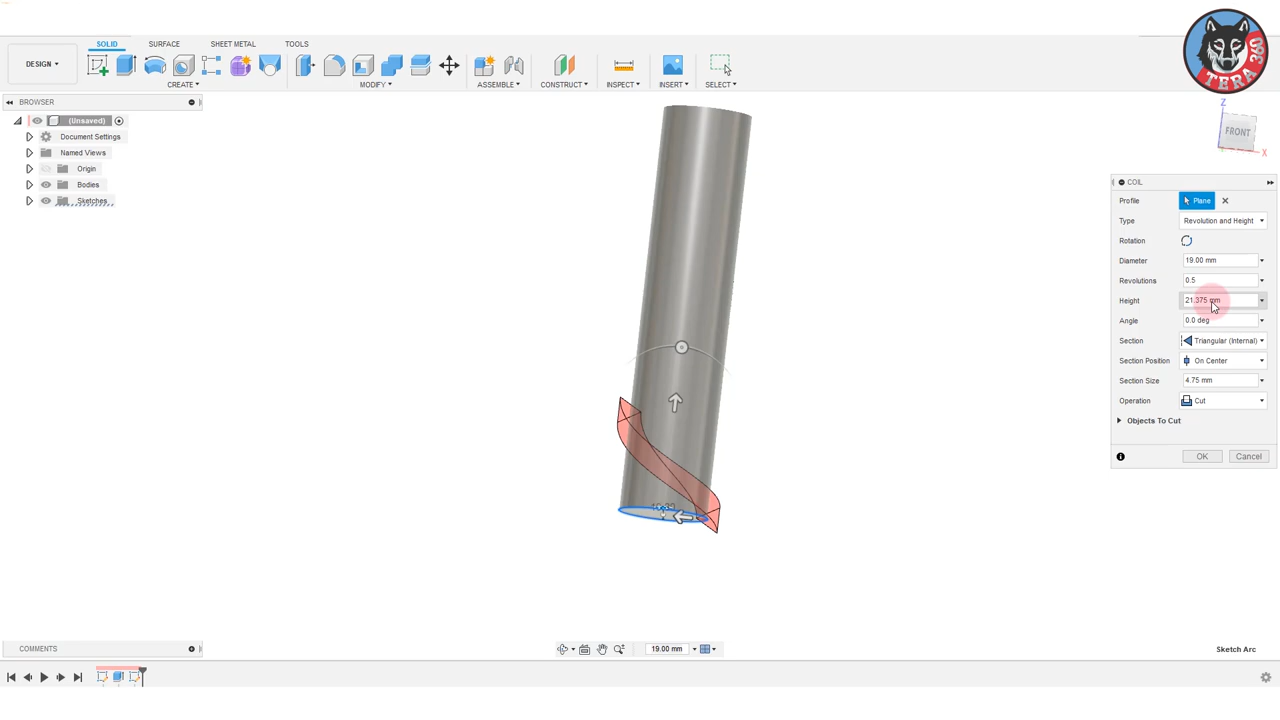 SOLID SURFACE SHEET METAL TOOLS
DESIGN
CREATE MODIFY ASSEMBLE CONSTRUCT INSPECT INSERT SELECT
TERA 360
BROWSER
(Unsaved)
Document Settings
Named Views
Origin
Bodies
Sketches
Z
FRONT
X
COIL
Profile Plane
Type Revolution and Height
Rotation
Diameter 19.00 mm
Revolutions 0.5
Height 21.375 mm
Angle 0.0 deg
Section Triangular (Internal)
Section Position On Center
Section Size 4.75 mm
Operation Cut
Objects To Cut
OK Cancel
COMMENTS
19.00 mm
Sketch Arc